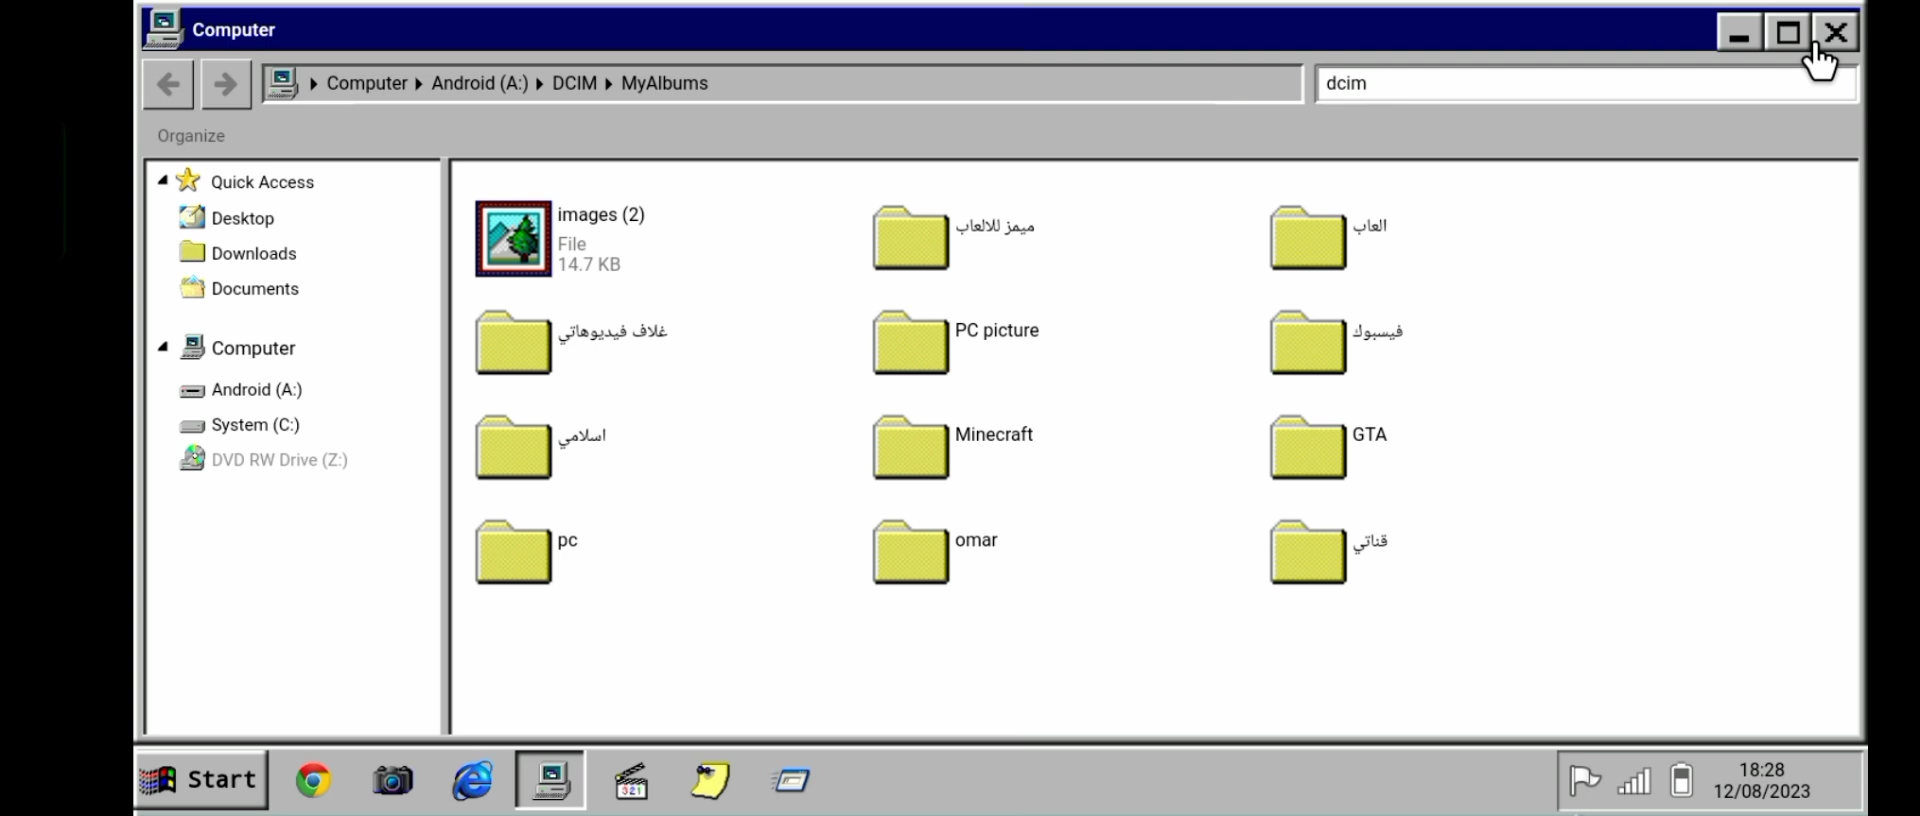 Computer
Computer Android (A:) DCIM MyAlbums
dcim
Organize
Quick Access
Desktop
Downloads
Documents
Computer
Android (A:)
System (C:)
DVD RW Drive (Z:)
images (2)
File
14.7 KB
ميمز للالعاب
العاب
غلاف فيديوهاتي
PC picture
فيسبوك
اسلامي
Minecraft
GTA
pc
omar
قناتي
Start
321
18:28
12/08/2023